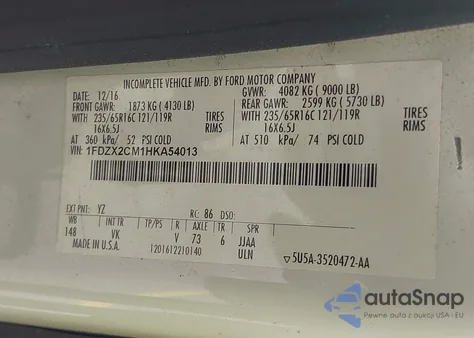 INCOMPLETE VEHICLE MFD. BY FORD MOTOR COMPANY
12/16 GVWR: 4082 KG ( 9000 LB)
FRONT GAWR: 1873 KG ( 4130 LB) REAR GAWR: 2599 KG ( 5730 LB)
WITH 235/65R16C 121/119R TIRES WITH 235/65R16C 121/119R TIRES
16X6.5J RIMS 16X6.5J RIMS
AT 360 kPa/ 52 PSI COLD AT 510 kPa/ 74 PSI COLD
VIN: 1FDZX2CM1HKA54013
EXT PNT: YZ RC: 86 DSO:
WB INT TR TP/PS R AXLE TR SPR
148 VK V 73 6 JJAA
MADE IN U.S.A. 1201612210140 ULN ▽5U5A-3520472-AA
autoSnap
Pewne auta z USA i EU